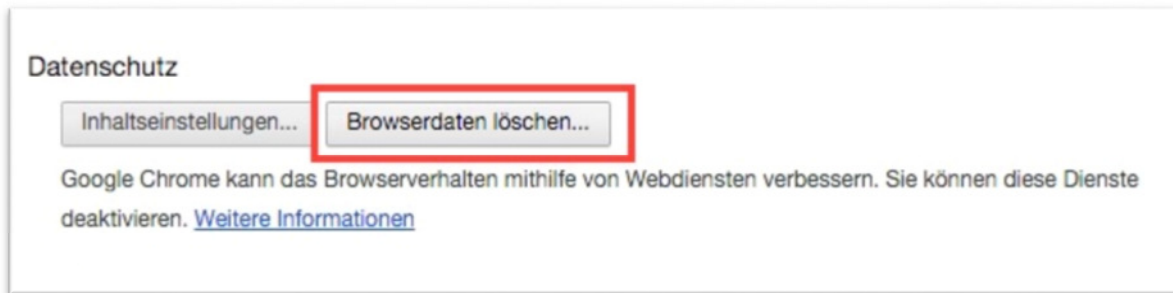 Datenschutz
Inhaltseinstellungen... Browserdaten löschen...
Google Chrome kann das Browserverhalten mithilfe von Webdiensten verbessern. Sie können diese Dienste
deaktivieren. Weitere Informationen